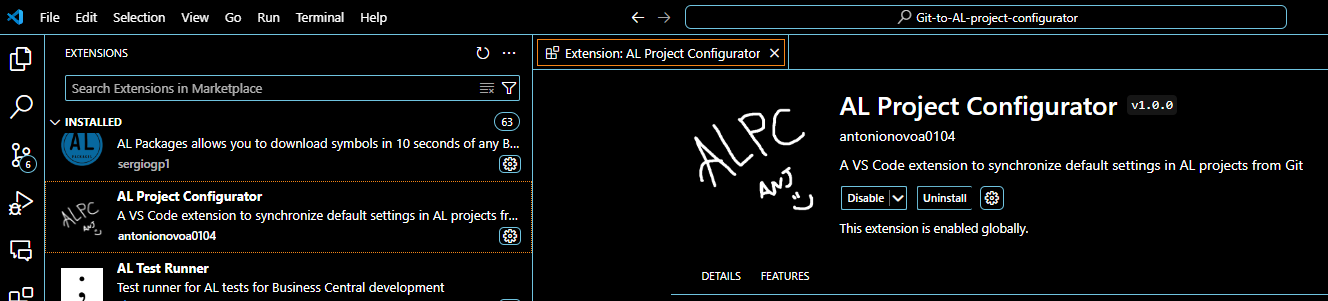 File Edit Selection View Go Run Terminal Help
Git-to-AL-project-configurator
EXTENSIONS
Search Extensions in Marketplace
INSTALLED 63
AL
AL Packages allows you to download symbols in 10 seconds of any B...
sergiogp1
AL Project Configurator
A VS Code extension to synchronize default settings in AL projects fr...
antonionovoa0104
ALPC
ANJ
AL Test Runner
Test runner for AL tests for Business Central development
6
Extension: AL Project Configurator
ALPC
ANJ
AL Project Configurator v1.0.0
antonionovoa0104
A VS Code extension to synchronize default settings in AL projects from Git
Disable Uninstall
This extension is enabled globally.
DETAILS FEATURES